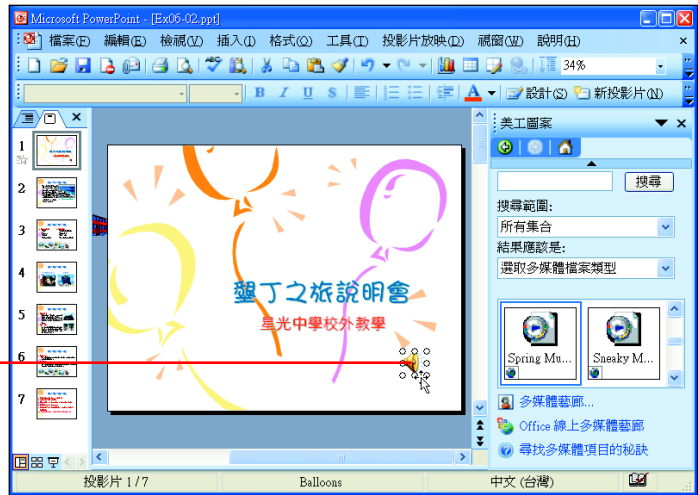 Microsoft PowerPoint - [Ex06-02.ppt]
檔案(F) 編輯(E) 檢視(V) 插入(I) 格式(O) 工具(T) 投影片放映(D) 視窗(W) 說明(H)
34%
B I U S A 設計(S) 新投影片(N)
美工圖案
搜尋
搜尋範圍:
所有集合
結果應該是:
選取多媒體檔案類型
Spring Mu... Sneaky M...
多媒體藝廊...
Office 線上多媒體藝廊
尋找多媒體項目的秘訣
1
2
3
4
5
6
7
墾丁之旅說明會
星光中學校外教學
投影片 1 / 7 Balloons 中文 (台灣)